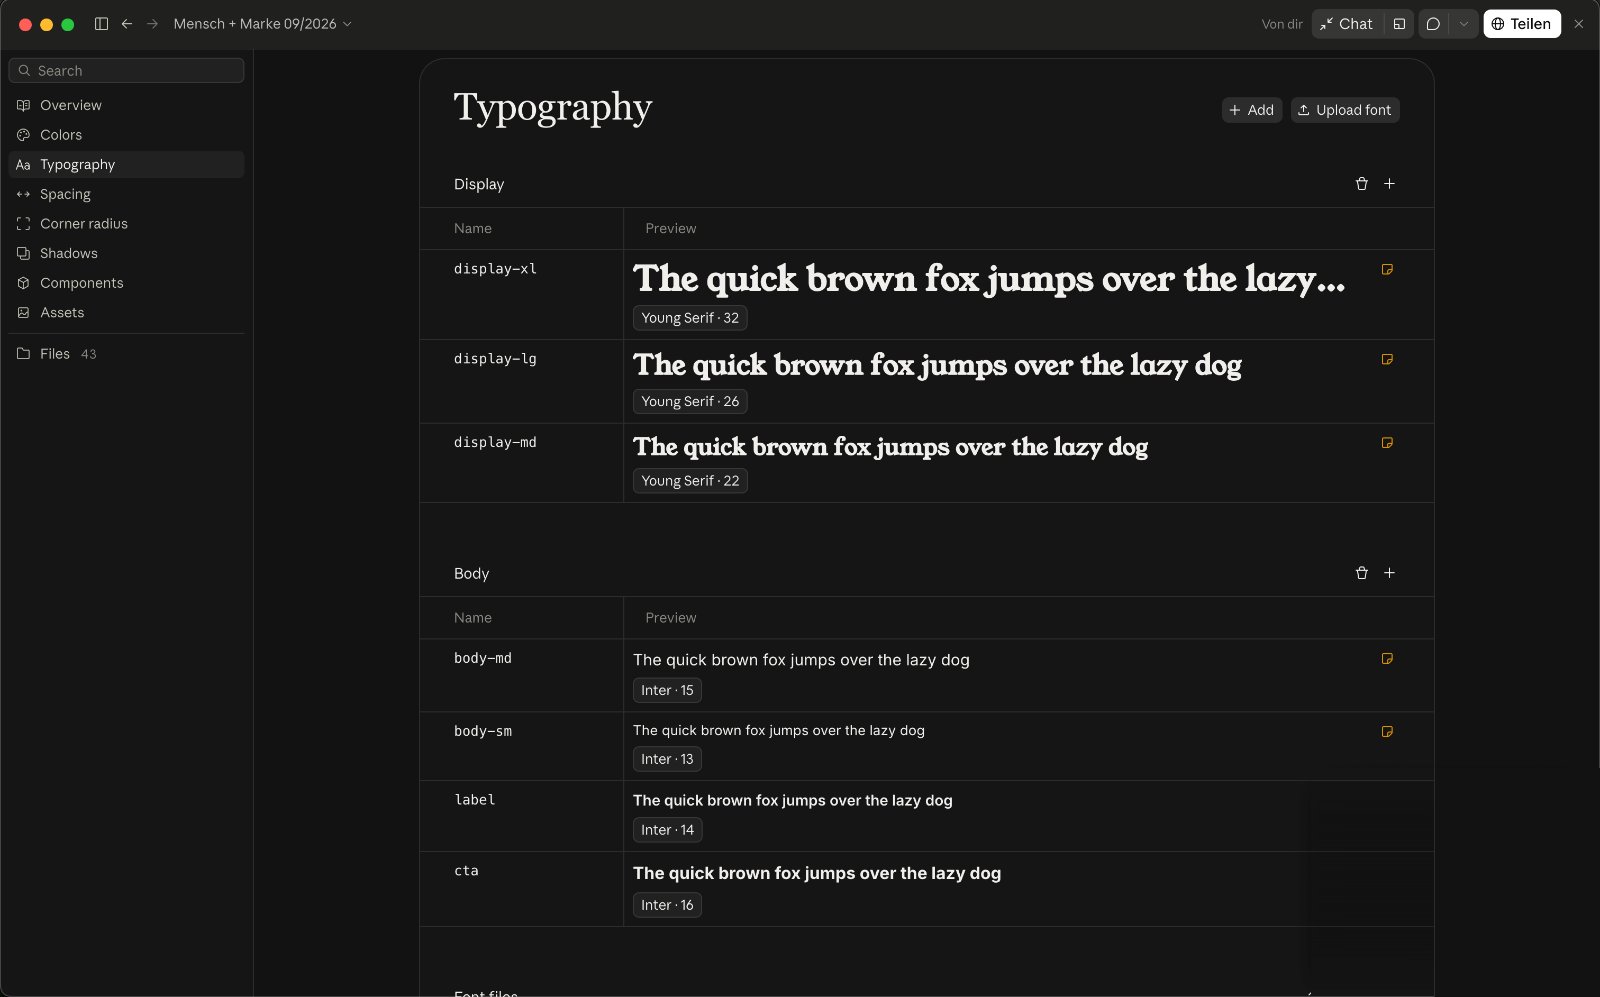 Mensch + Marke 09/2026
Von dir
Chat
Teilen
Search
Overview
Colors
Aa Typography
Spacing
Corner radius
Shadows
Components
Assets
Files 43
Typography
Add
Upload font
Display
Name Preview
display-xl
The quick brown fox jumps over the lazy...
Young Serif · 32
display-lg
The quick brown fox jumps over the lazy dog
Young Serif · 26
display-md
The quick brown fox jumps over the lazy dog
Young Serif · 22
Body
Name Preview
body-md
The quick brown fox jumps over the lazy dog
Inter · 15
body-sm
The quick brown fox jumps over the lazy dog
Inter · 13
label
The quick brown fox jumps over the lazy dog
Inter · 14
cta
The quick brown fox jumps over the lazy dog
Inter · 16
Font files